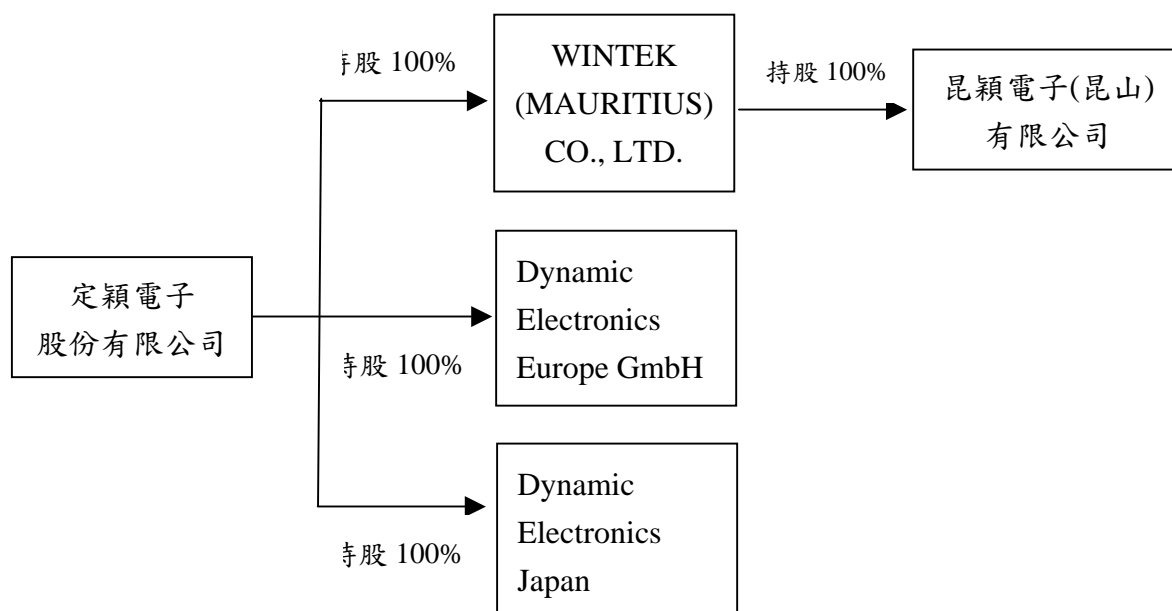 持股 100%
WINTEK
(MAURITIUS)
CO., LTD.
持股 100%
昆穎電子(昆山)
有限公司
定穎電子
股份有限公司
Dynamic
Electronics
Europe GmbH
持股 100%
Dynamic
Electronics
Japan
持股 100%